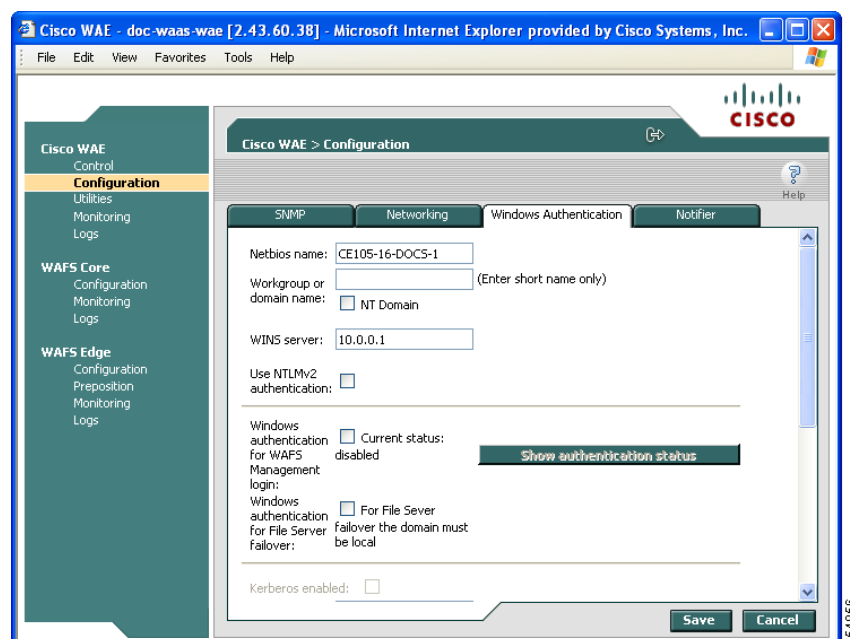 Cisco WAE - doc-waas-wae [2.43.60.38] - Microsoft Internet Explorer provided by Cisco Systems, Inc.
File Edit View Favorites Tools Help
CISCO
Cisco WAE > Configuration
Help
Cisco WAE
Control
Configuration
Utilities
Monitoring
Logs
WAFS Core
Configuration
Monitoring
Logs
WAFS Edge
Configuration
Preposition
Monitoring
Logs
SNMP Networking Windows Authentication Notifier
Netbios name: CE105-16-DOCS-1
Workgroup or domain name: (Enter short name only)
NT Domain
WINS server: 10.0.0.1
Use NTLMv2
authentication:
Windows
authentication
for WAFS
Management
login:
Current status:
disabled
Show authentication status
Windows
authentication
for File Server
failover:
For File Sever
failover the domain must
be local
Kerberos enabled:
Save Cancel